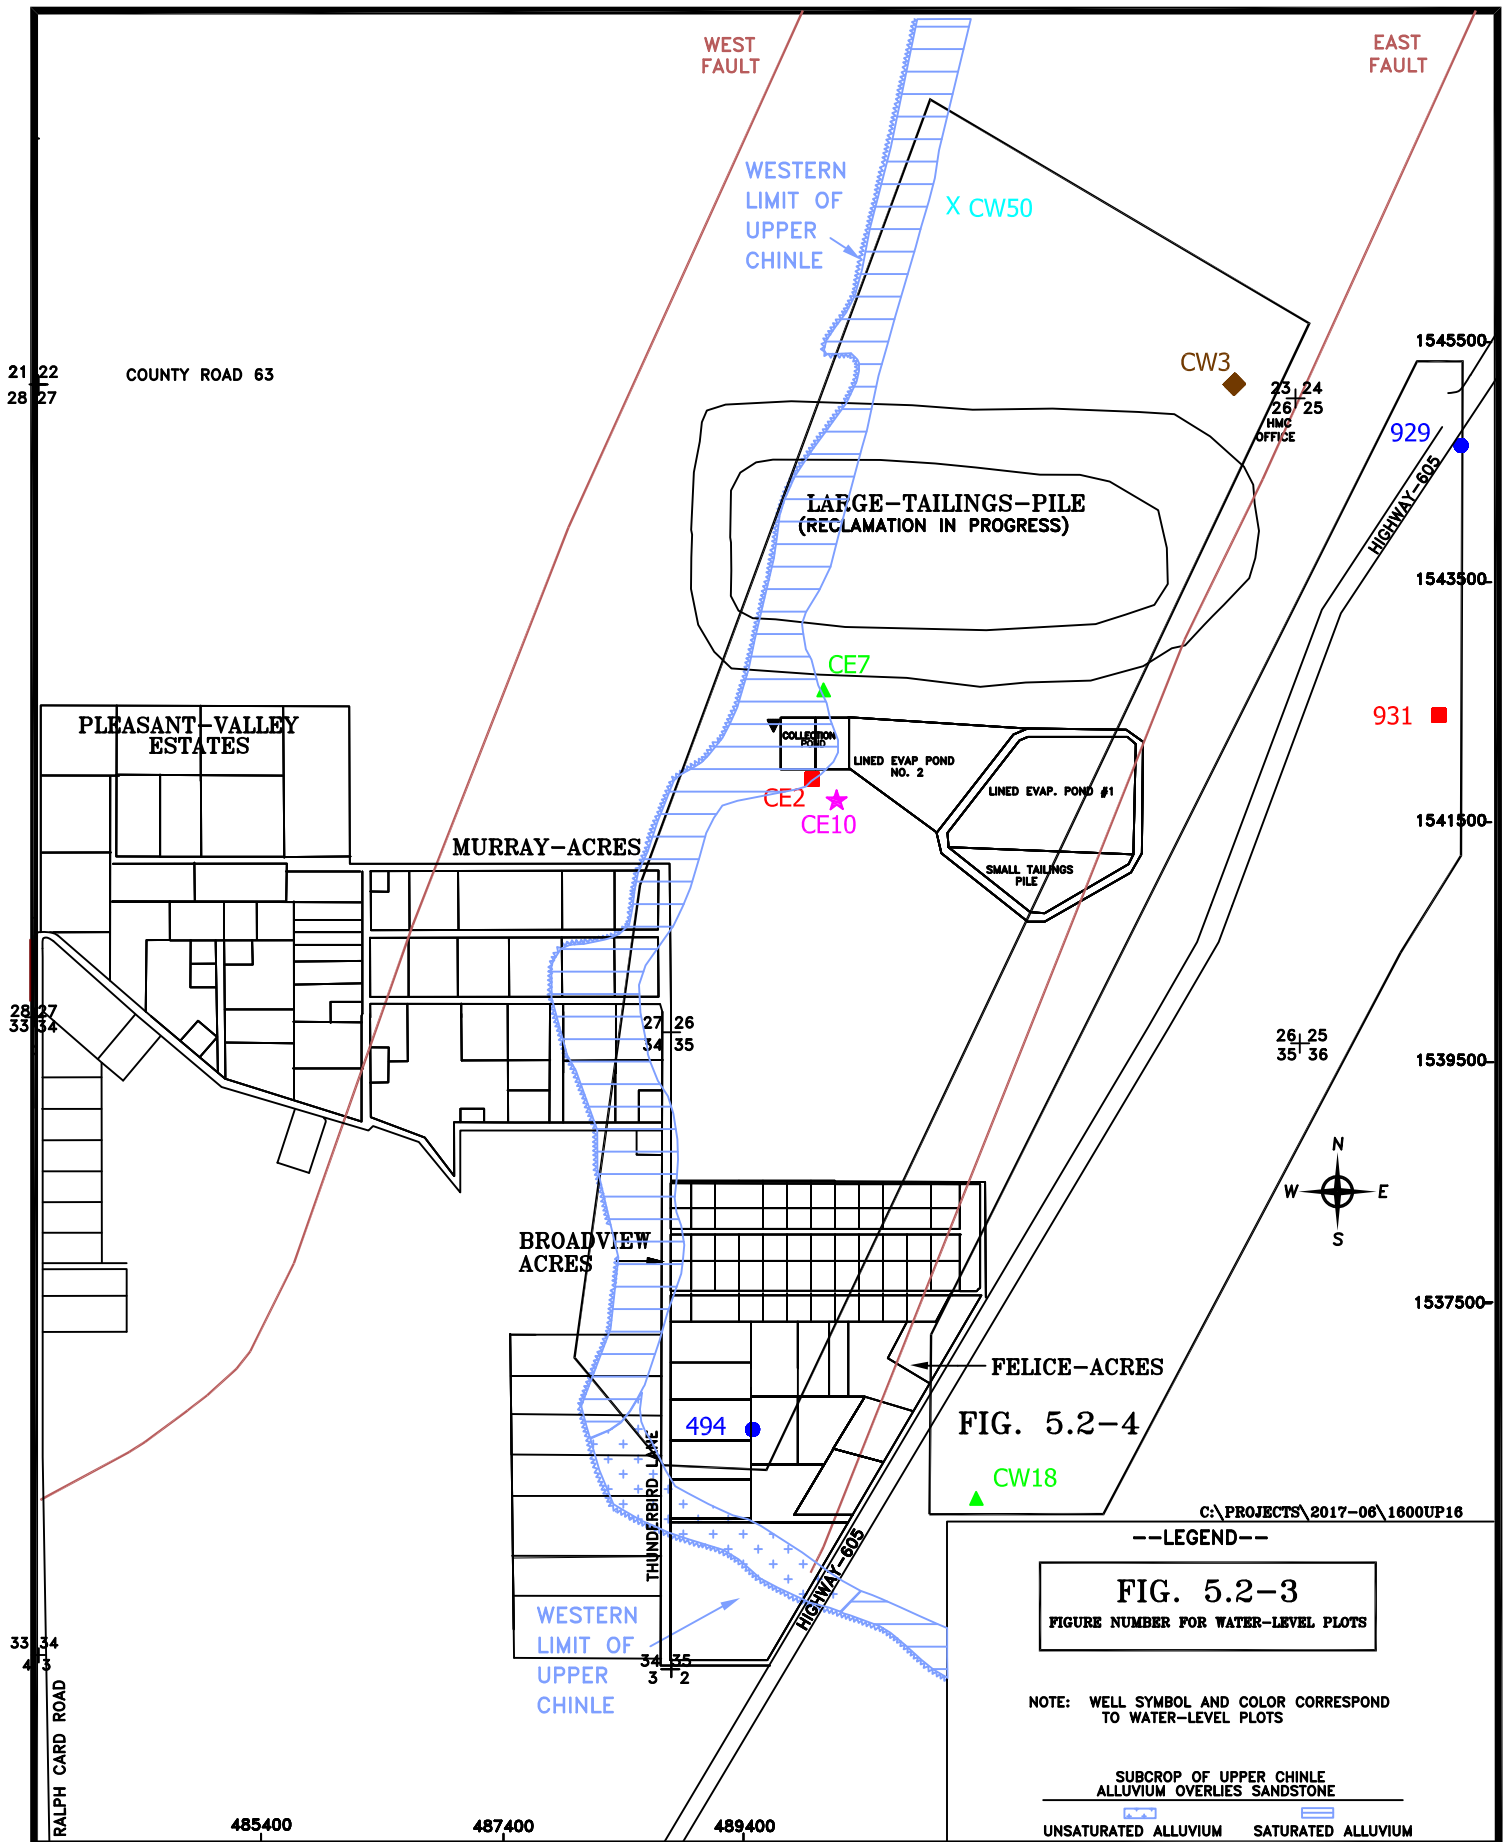 WEST
FAULT
EAST
FAULT
WESTERN
LIMIT OF
UPPER
CHINLE
X CW50
1545500
CW3
21 22
28 27
COUNTY ROAD 63
23 24
26 25
HMC
OFFICE
929
HIGHWAY-605
LARGE-TAILINGS-PILE
(RECLAMATION IN PROGRESS)
1543500
CE7
931
PLEASANT-VALLEY
ESTATES
COLLECTION
POND
LINED EVAP POND
NO. 2
LINED EVAP. POND #1
CE2
CE10
1541500
MURRAY-ACRES
SMALL TAILINGS
PILE
28 27
33 34
27 26
34 35
26 25
35 36
1539500
N
W E
S
BROADVIEW
ACRES
1537500
FELICE-ACRES
FIG. 5.2-4
494
THUNDERBIRD LANE
CW18
C:\PROJECTS\2017-06\1600UP16
HIGHWAY-605
--LEGEND--
FIG. 5.2-3
FIGURE NUMBER FOR WATER-LEVEL PLOTS
WESTERN
LIMIT OF
UPPER
CHINLE
33 34
4 3
34 35
3 2
RALPH CARD ROAD
NOTE: WELL SYMBOL AND COLOR CORRESPOND
TO WATER-LEVEL PLOTS
SUBCROP OF UPPER CHINLE
ALLUVIUM OVERLIES SANDSTONE
UNSATURATED ALLUVIUM SATURATED ALLUVIUM
485400
487400
489400